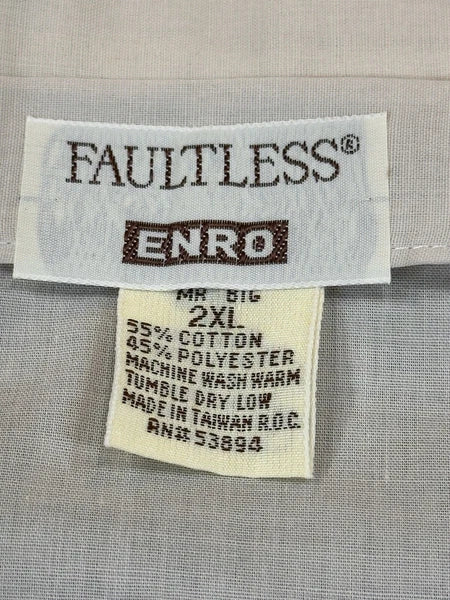 FAULTLESS®
ENRO
MR BIG
2XL
55% COTTON
45% POLYESTER
MACHINE WASH WARM
TUMBLE DRY LOW
MADE IN TAIWAN R.O.C.
RN# 53894